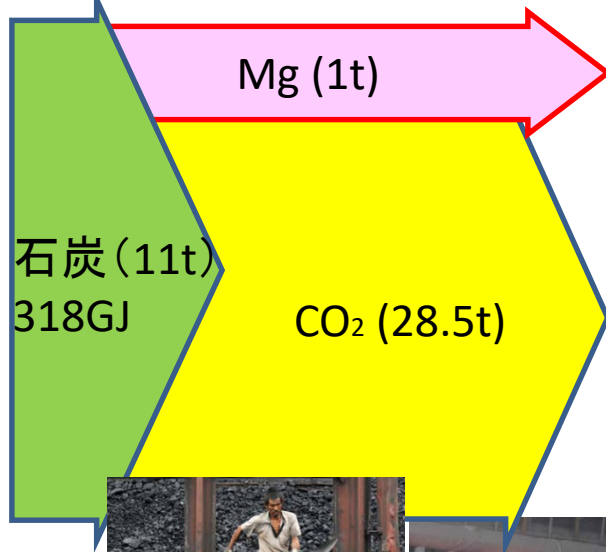 Mg (1t)
石炭（11t）
318GJ
CO₂ (28.5t)